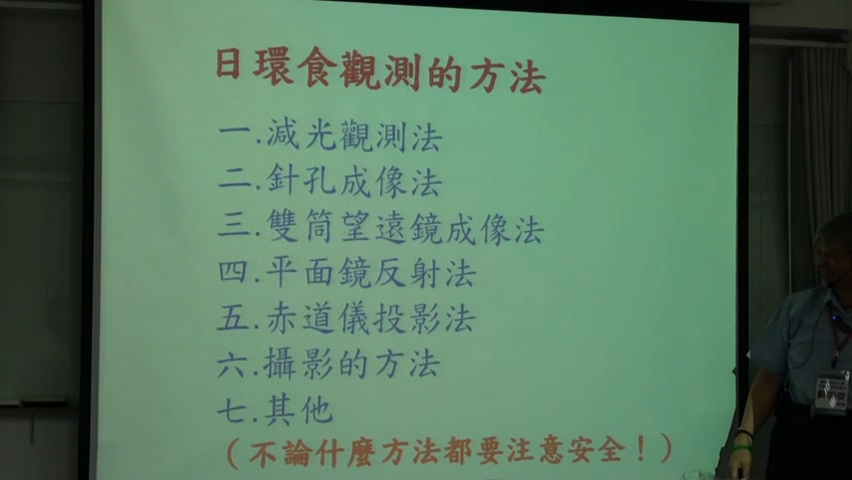 日環食觀測的方法
一.減光觀測法
二.針孔成像法
三.雙筒望遠鏡成像法
四.平面鏡反射法
五.赤道儀投影法
六.攝影的方法
七.其他
（不論什麼方法都要注意安全！）